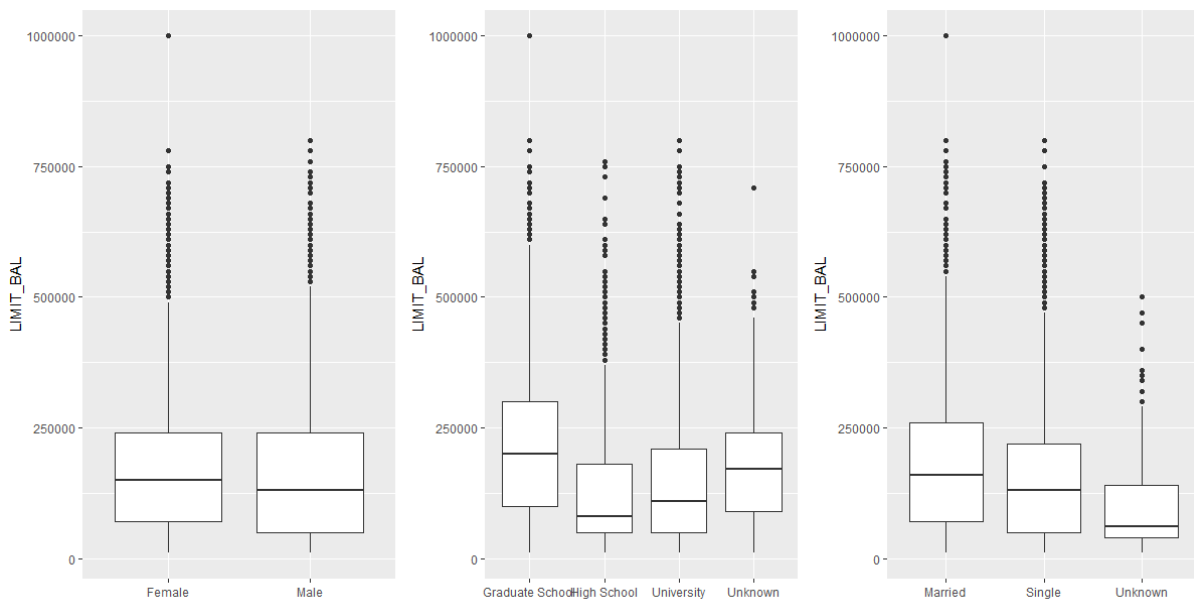 LIMIT_BAL
1000000
750000
500000
250000
0
Female Male
LIMIT_BAL
1000000
750000
500000
250000
0
Graduate School High School University Unknown
LIMIT_BAL
1000000
750000
500000
250000
0
Married Single Unknown